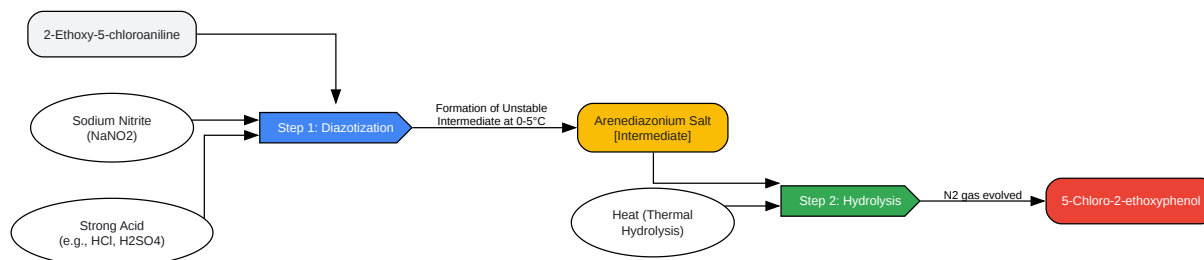 2-Ethoxy-5-chloroaniline
Sodium Nitrite
(NaNO2)
Strong Acid
(e.g., HCl, H2SO4)
Step 1: Diazotization
Formation of Unstable
Intermediate at 0-5°C
Arenediazonium Salt
[Intermediate]
Heat (Thermal
Hydrolysis)
Step 2: Hydrolysis
N2 gas evolved
5-Chloro-2-ethoxyphenol